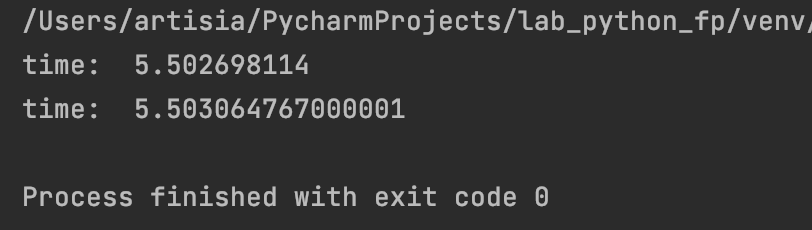 /Users/artisia/PycharmProjects/lab_python_fp/venv/
time:  5.502698114
time:  5.503064767000001
Process finished with exit code 0